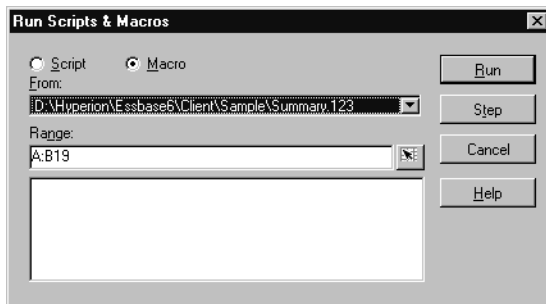 Run Scripts & Macros
Script Macro
From:
D:\Hyperion\Essbase6\Client\Sample\Summary.123
Range:
A:B19
Run
Step
Cancel
Help